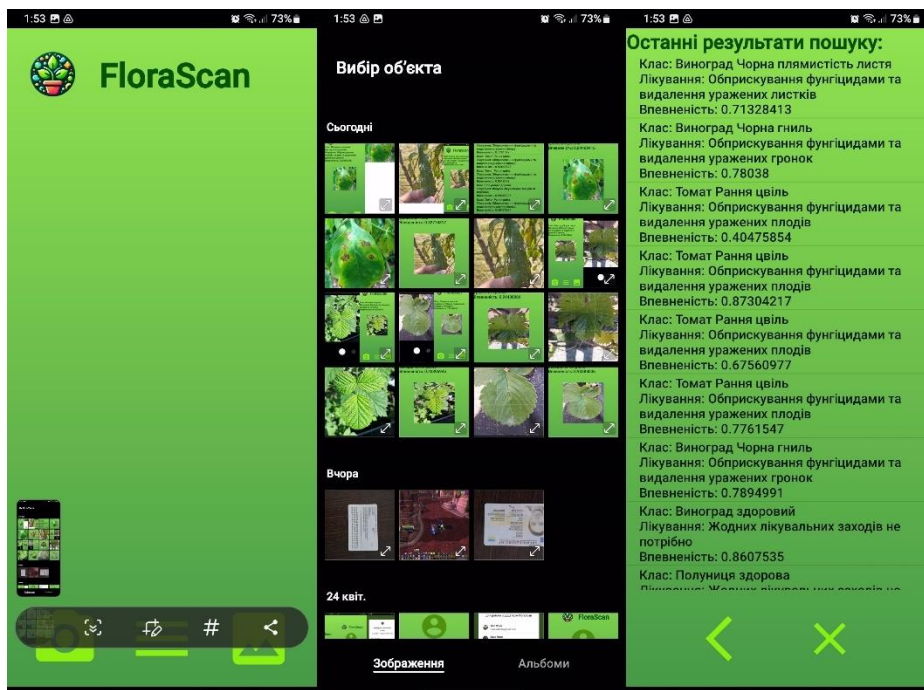 1:53
73%
FloraScan
#
1:53
73%
Вибір об'єкта
Сьогодні
Вчора
24 квіт.
FloraScan
Зображення
Альбоми
1:53
73%
Останні результати пошуку:
Клас: Виноград Чорна плямистість листя
Лікування: Обприскування фунгіцидами та
видалення уражених листків
Впевненість: 0.71328413
Клас: Виноград Чорна гниль
Лікування: Обприскування фунгіцидами та
видалення уражених гронок
Впевненість: 0.78038
Клас: Томат Рання цвіль
Лікування: Обприскування фунгіцидами та
видалення уражених плодів
Впевненість: 0.40475854
Клас: Томат Рання цвіль
Лікування: Обприскування фунгіцидами та
видалення уражених плодів
Впевненість: 0.87304217
Клас: Томат Рання цвіль
Лікування: Обприскування фунгіцидами та
видалення уражених плодів
Впевненість: 0.67560977
Клас: Томат Рання цвіль
Лікування: Обприскування фунгіцидами та
видалення уражених плодів
Впевненість: 0.7761547
Клас: Виноград Чорна гниль
Лікування: Обприскування фунгіцидами та
видалення уражених гронок
Впевненість: 0.7894991
Клас: Виноград здоровий
Лікування: Жодних лікувальних заходів не
потрібно
Впевненість: 0.8607535
Клас: Полуниця здорова
Лікування: Жодних лікувальних заходів не